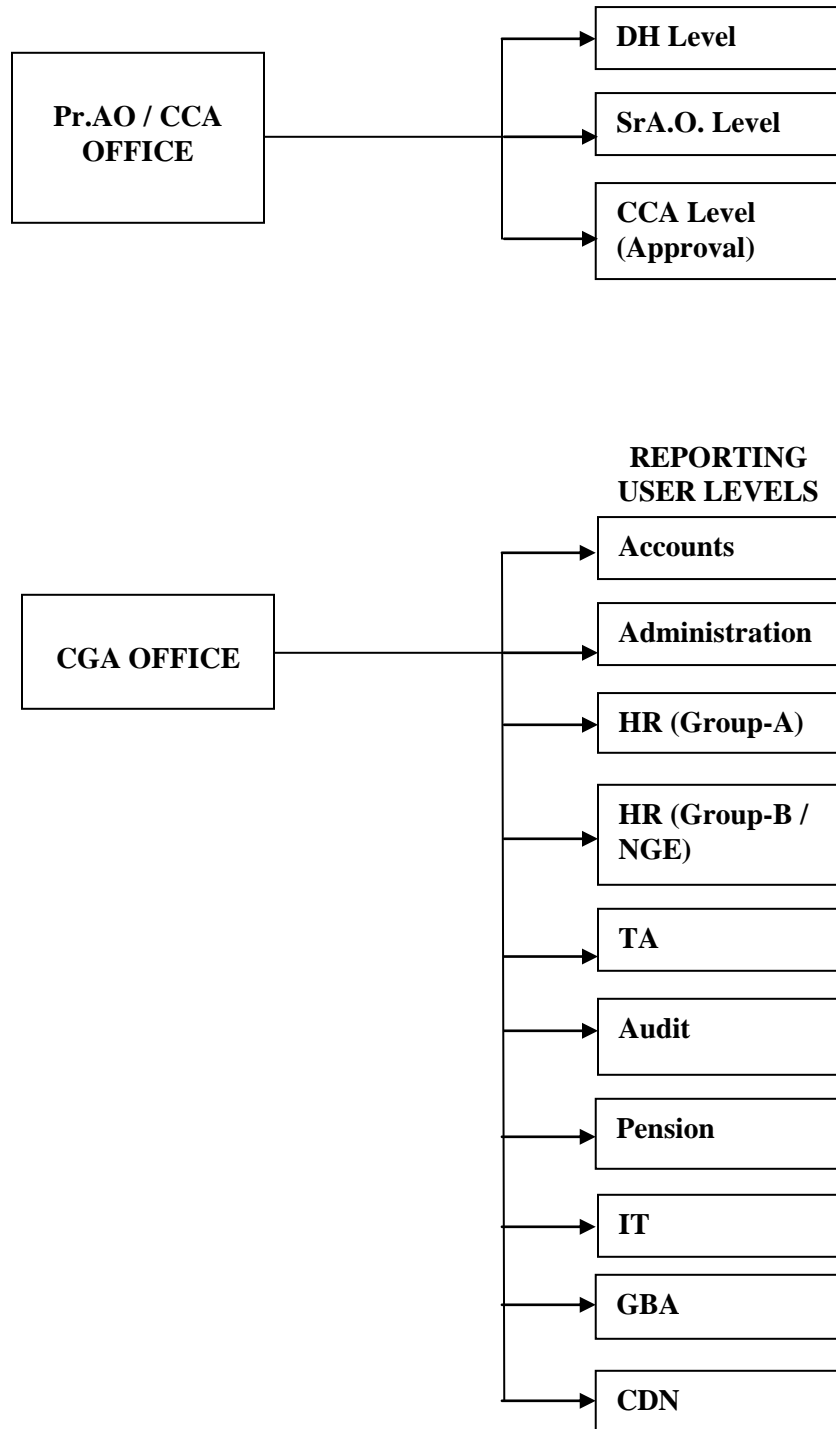 DH Level
Pr.AO / CCA
OFFICE
SrA.O. Level
CCA Level
(Approval)
REPORTING
USER LEVELS
Accounts
CGA OFFICE
Administration
HR (Group-A)
HR (Group-B /
NGE)
TA
Audit
Pension
IT
GBA
CDN